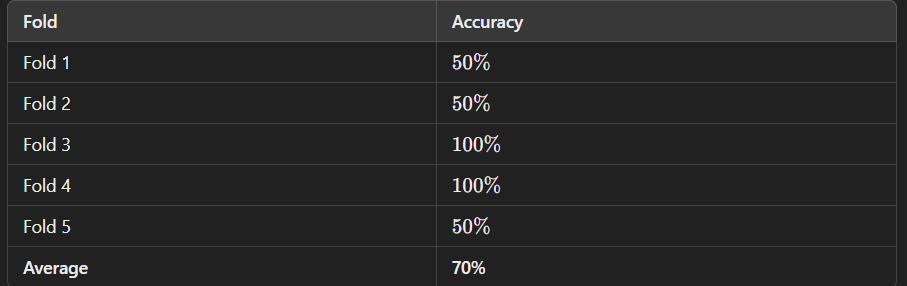 Fold Accuracy
Fold 1 50%
Fold 2 50%
Fold 3 100%
Fold 4 100%
Fold 5 50%
Average 70%